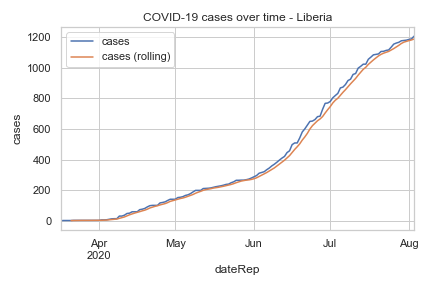 COVID-19 cases over time - Liberia
cases
cases (rolling)
1200
1000
800
600
400
200
0
cases
Apr
2020
May
Jun
Jul
Aug
dateRep